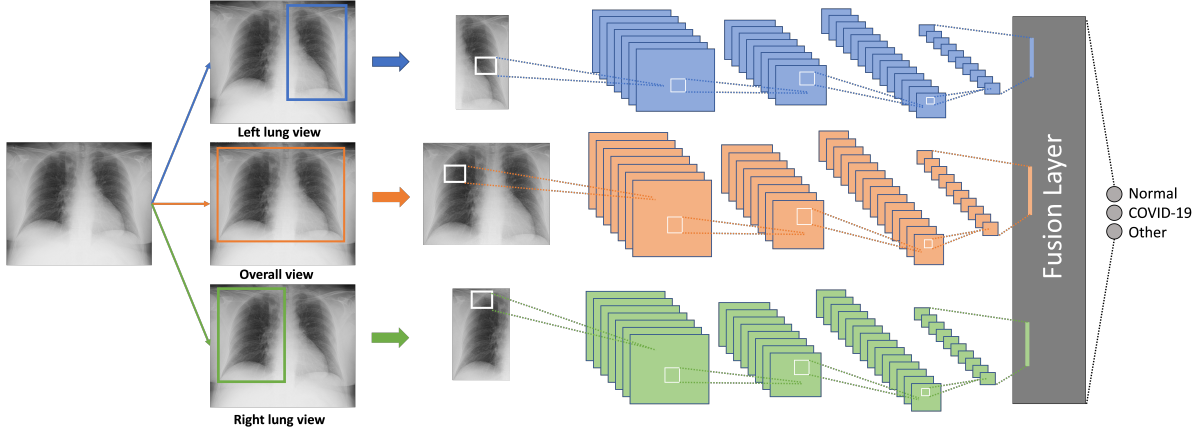 Left lung view
Overall view
Right lung view
Fusion Layer
Normal
COVID-19
Other